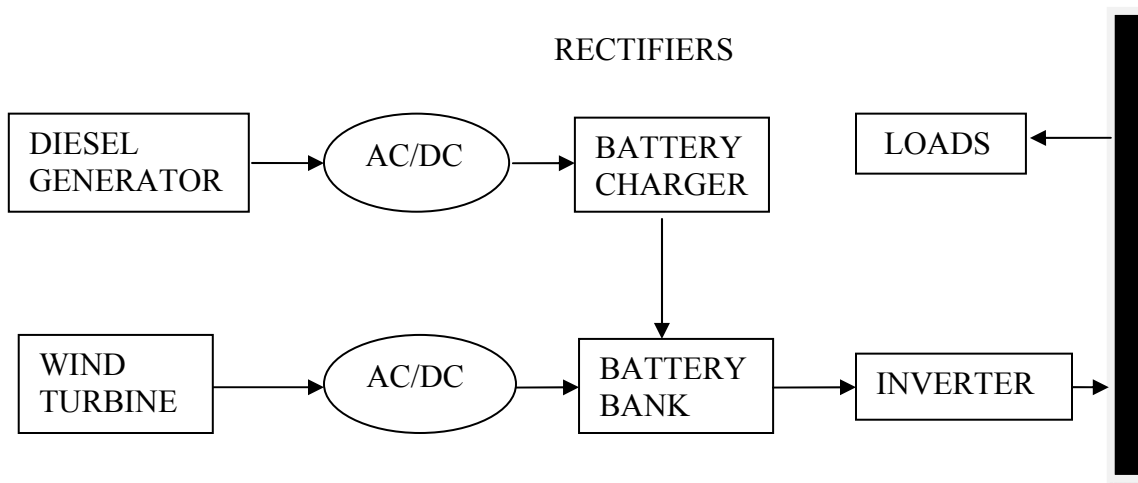 RECTIFIERS
DIESEL
GENERATOR
AC/DC
BATTERY
CHARGER
LOADS
WIND
TURBINE
AC/DC
BATTERY
BANK
INVERTER